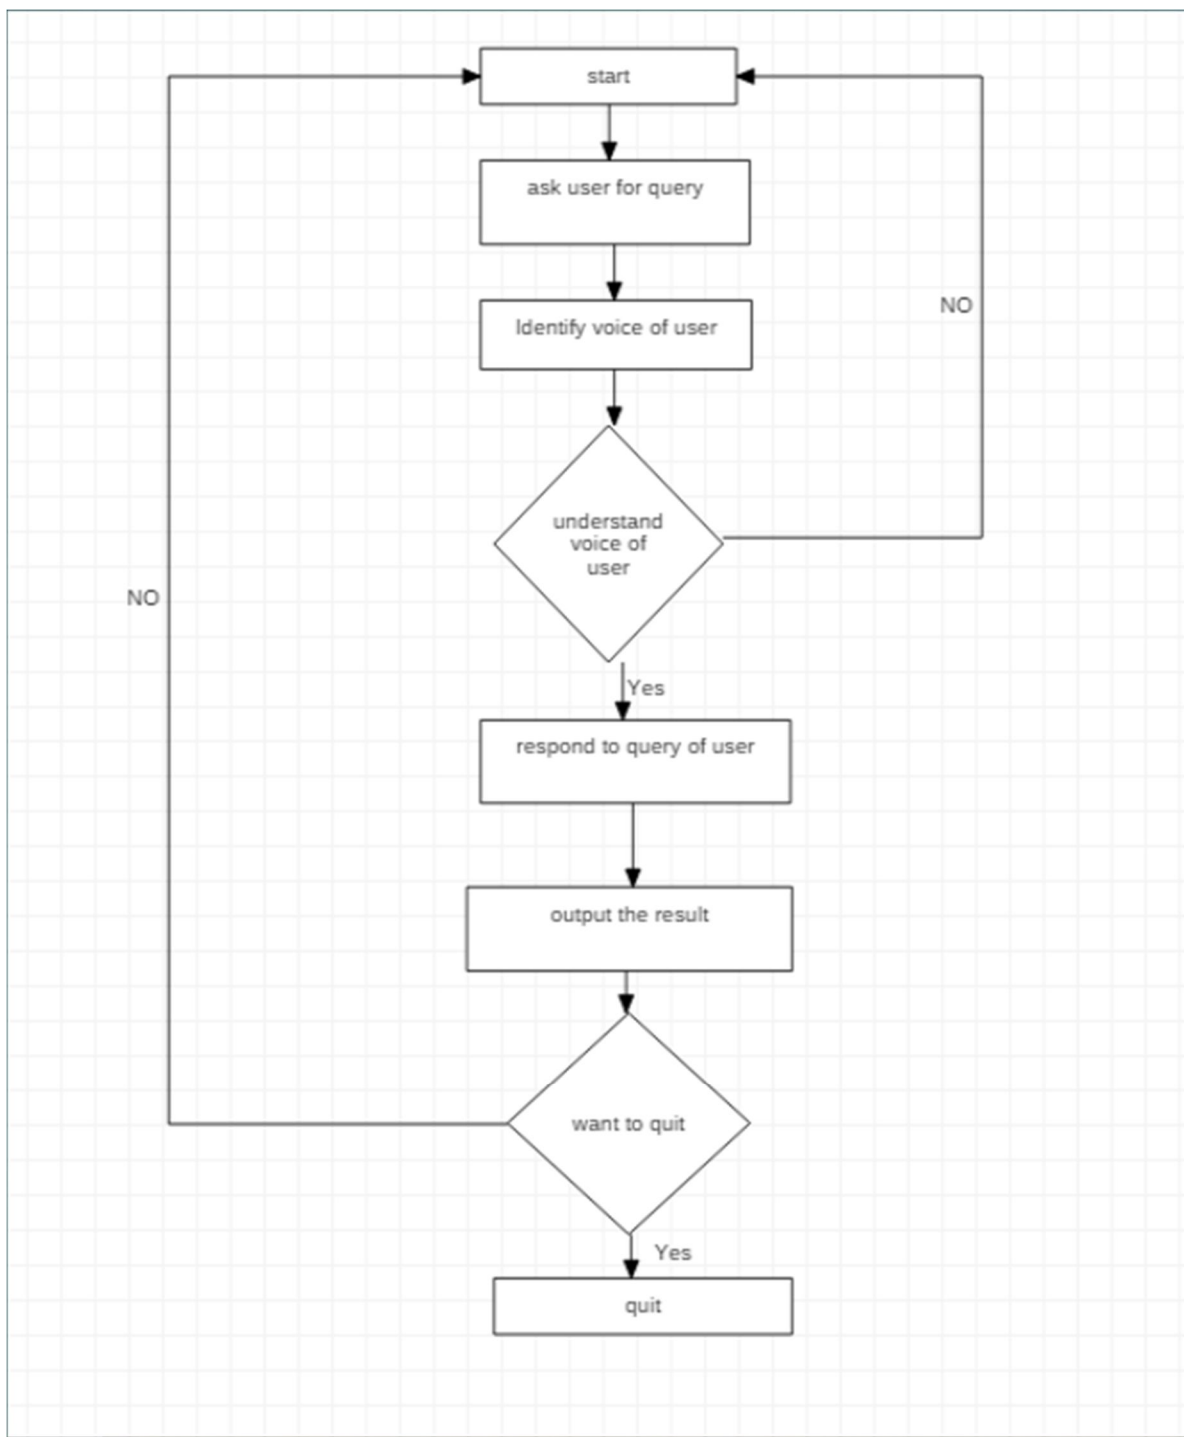 start
ask user for query
Identify voice of user
NO
understand
voice of
user
NO
Yes
respond to query of user
output the result
want to quit
Yes
quit